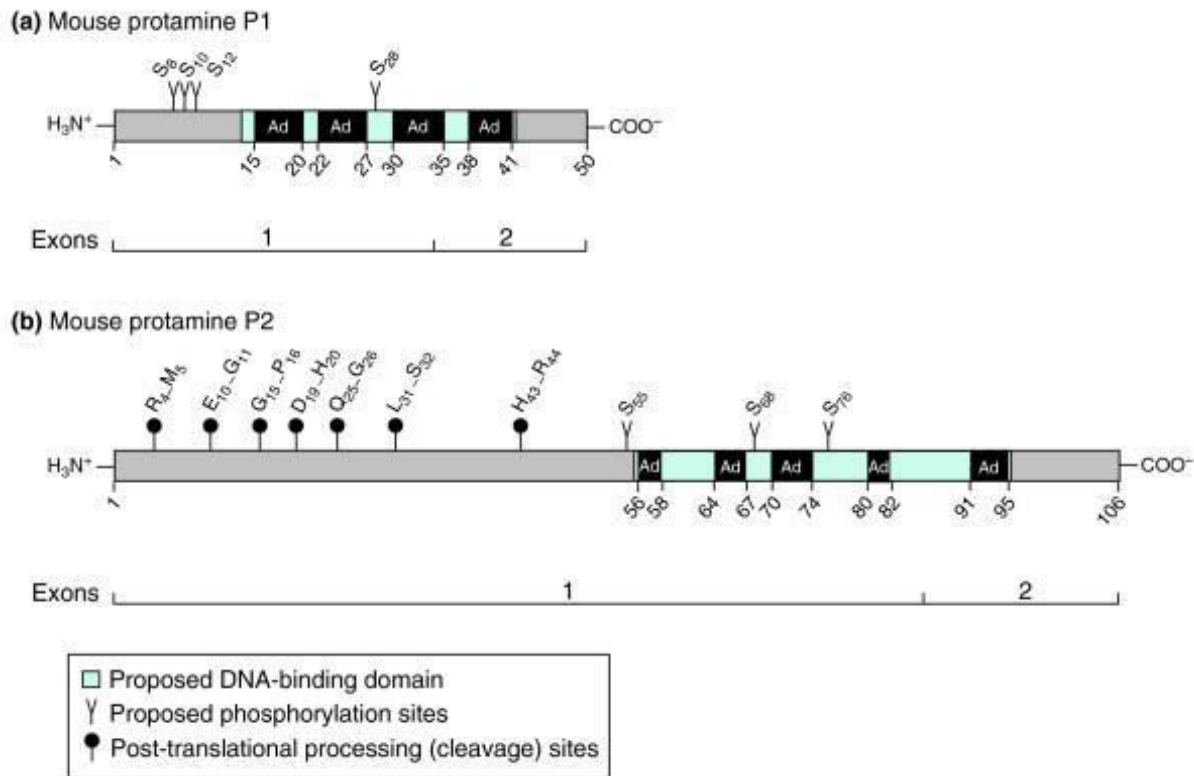 (a) Mouse protamine P1
S8 S10 S12 S28
H3N+ Ad Ad Ad Ad COO–
1 15 20 22 27 30 35 38 41 50
Exons 1 2
(b) Mouse protamine P2
R4–M5 E10–G11 G15–P16 D19–H20 Q25–G26 L31–S32 H43–R44 S55 S68 S76
H3N+ Ad Ad Ad Ad Ad COO–
1 56 58 64 67 70 74 80 82 91 95 106
Exons 1 2
Proposed DNA-binding domain
Proposed phosphorylation sites
Post-translational processing (cleavage) sites